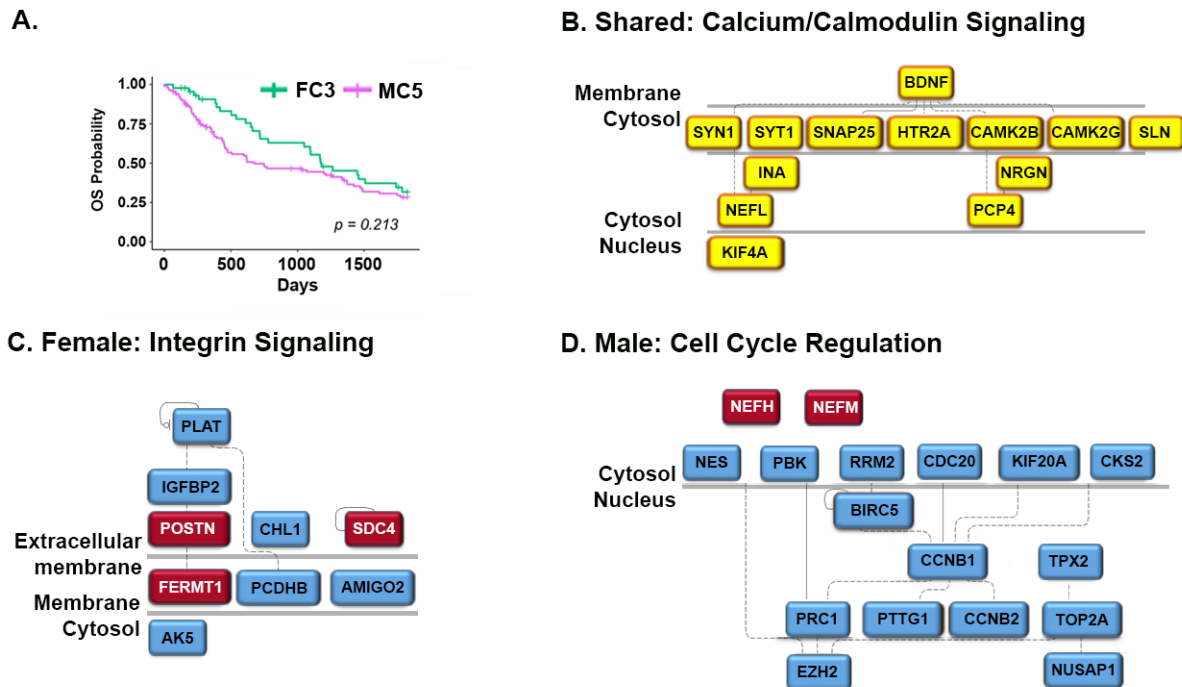 A.
1.00
0.75
0.50
0.25
0.00
OS Probability
FC3 MC5
p = 0.213
0 500 1000 1500
Days
B. Shared: Calcium/Calmodulin Signaling
BDNF
Membrane
Cytosol
SYN1 SYT1 SNAP25 HTR2A CAMK2B CAMK2G SLN
INA NRGN
NEFL PCP4
Cytosol
Nucleus
KIF4A
C. Female: Integrin Signaling
PLAT
IGFBP2
POSTN CHL1 SDC4
Extracellular
membrane
FERMT1 PCDHB AMIGO2
Membrane
Cytosol
AK5
D. Male: Cell Cycle Regulation
NEFH NEFM
NES PBK RRM2 CDC20 KIF20A CKS2
Cytosol
Nucleus
BIRC5
CCNB1 TPX2
PRC1 PTTG1 CCNB2 TOP2A
EZH2 NUSAP1